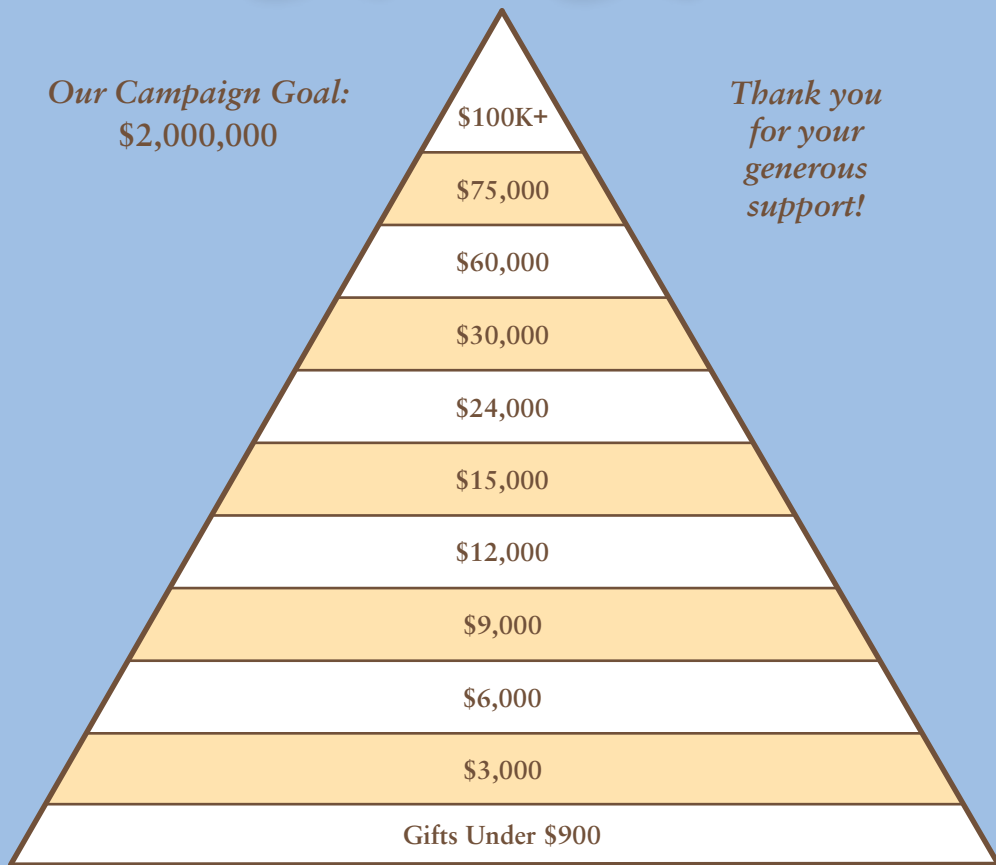 Our Campaign Goal:
$2,000,000
Thank you
for your
generous
support!
$100K+
$75,000
$60,000
$30,000
$24,000
$15,000
$12,000
$9,000
$6,000
$3,000
Gifts Under $900